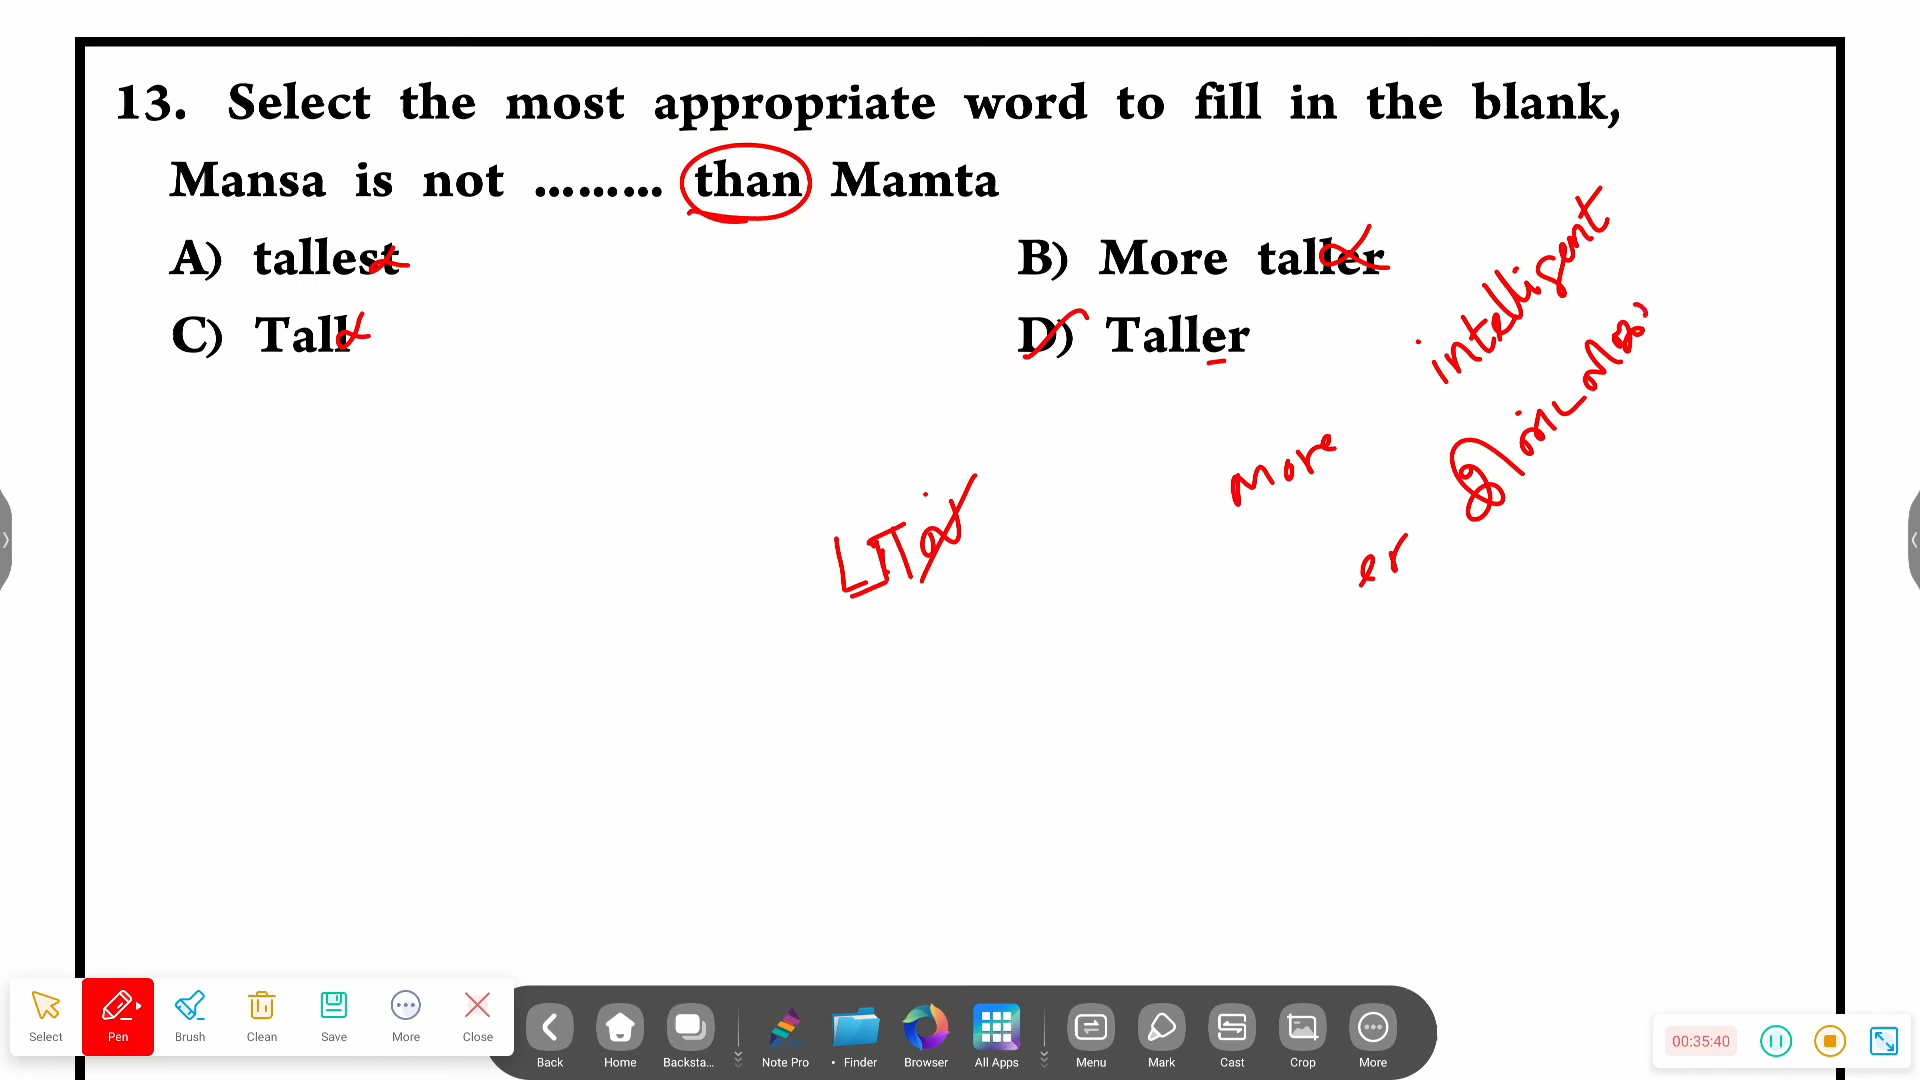 13. Select the most appropriate word to fill in the blank,
Mansa is not ......... than Mamta
A) tallest
B) More taller
C) Tall
D) Taller
intelligent
more
er
Select
Pen
Brush
Clean
Save
More
Close
Back
Home
Backsta...
Note Pro
Finder
Browser
All Apps
Menu
Mark
Cast
Crop
More
00:35:40